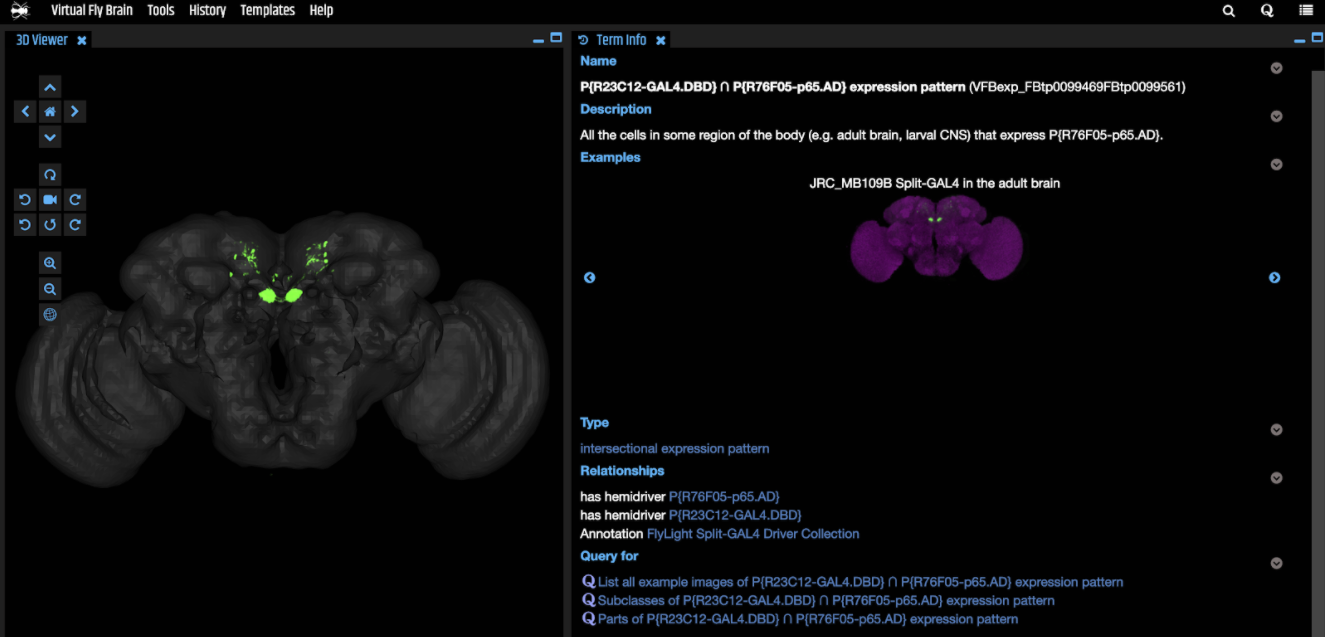 Virtual Fly Brain Tools History Templates Help
3D Viewer
Term Info
Name
P{R23C12-GAL4.DBD} ∩ P{R76F05-p65.AD} expression pattern (VFBexp_FBtp0099469FBtp0099561)
Description
All the cells in some region of the body (e.g. adult brain, larval CNS) that express P{R76F05-p65.AD}.
Examples
JRC_MB109B Split-GAL4 in the adult brain
Type
intersectional expression pattern
Relationships
has hemidriver P{R76F05-p65.AD}
has hemidriver P{R23C12-GAL4.DBD}
Annotation FlyLight Split-GAL4 Driver Collection
Query for
List all example images of P{R23C12-GAL4.DBD} ∩ P{R76F05-p65.AD} expression pattern
Subclasses of P{R23C12-GAL4.DBD} ∩ P{R76F05-p65.AD} expression pattern
Parts of P{R23C12-GAL4.DBD} ∩ P{R76F05-p65.AD} expression pattern